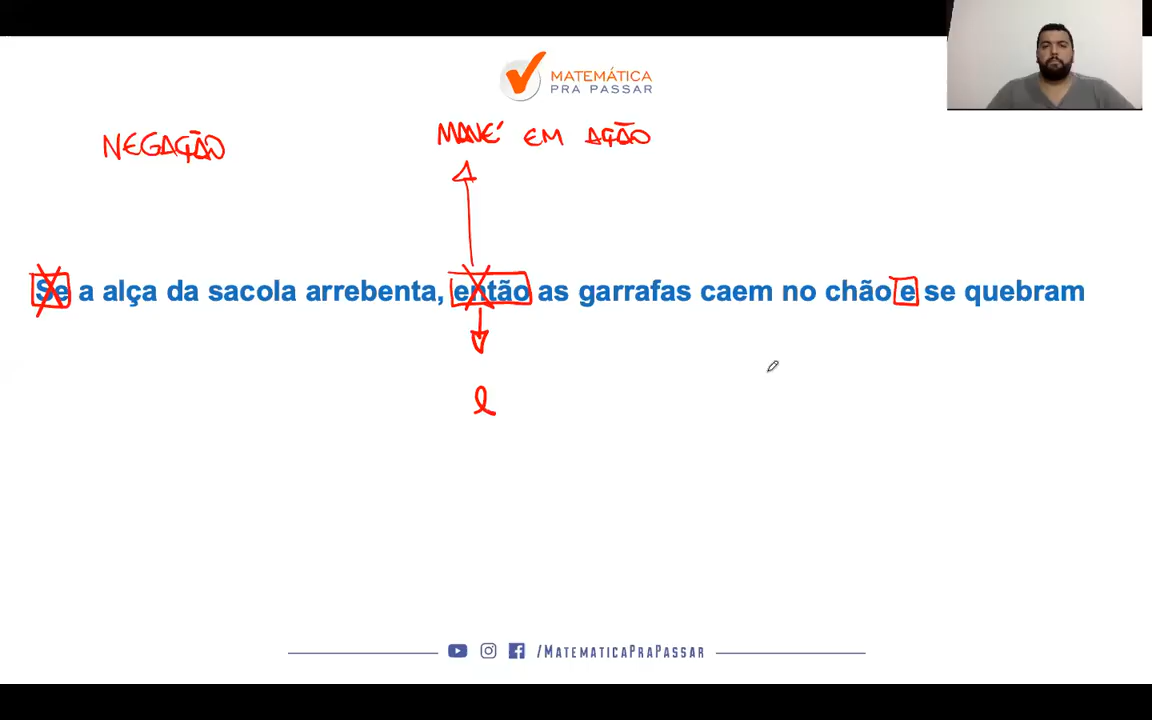 MATEMÁTICA
PRA PASSAR
NEGAÇÃO
MANÉ EM AÇÃO
Se a alça da sacola arrebenta, então as garrafas caem no chão e se quebram
e
/MATEMATICAPRAPASSAR